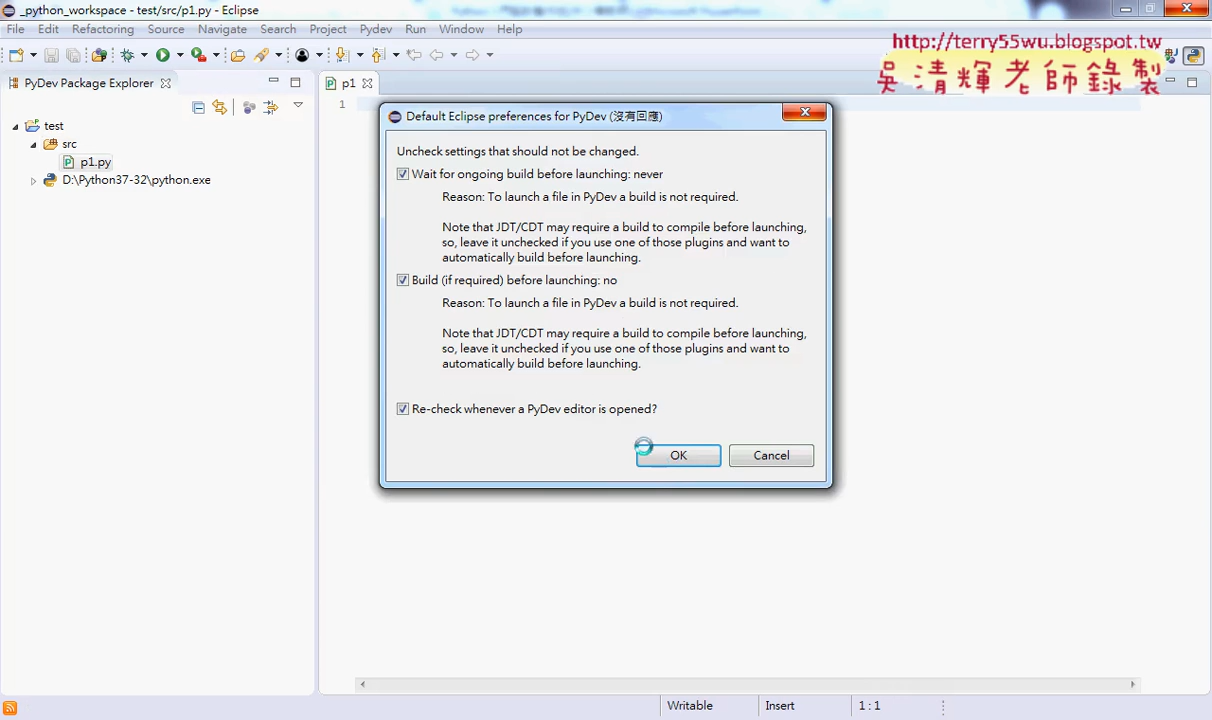 _python_workspace - test/src/p1.py - Eclipse
File Edit Refactoring Source Navigate Search Project Pydev Run Window Help
http://terry55wu.blogspot.tw
吳清輝老師錄製
PyDev Package Explorer
p1
1
test
src
p1.py
D:\Python37-32\python.exe
Default Eclipse preferences for PyDev (沒有回應)
Uncheck settings that should not be changed.
Wait for ongoing build before launching: never
Reason: To launch a file in PyDev a build is not required.
Note that JDT/CDT may require a build to compile before launching,
so, leave it unchecked if you use one of those plugins and want to
automatically build before launching.
Build (if required) before launching: no
Reason: To launch a file in PyDev a build is not required.
Note that JDT/CDT may require a build to compile before launching,
so, leave it unchecked if you use one of those plugins and want to
automatically build before launching.
Re-check whenever a PyDev editor is opened?
OK Cancel
Writable Insert 1 : 1